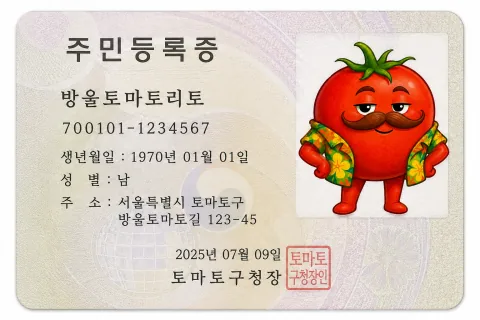 주민등록증
방울토마토리토
700101-1234567
생년월일 : 1970년 01월 01일
성 별 : 남
주 소 : 서울특별시 토마토구
방울토마토길 123-45
2025년 07월 09일
토마토구청장
토마토
구청장인